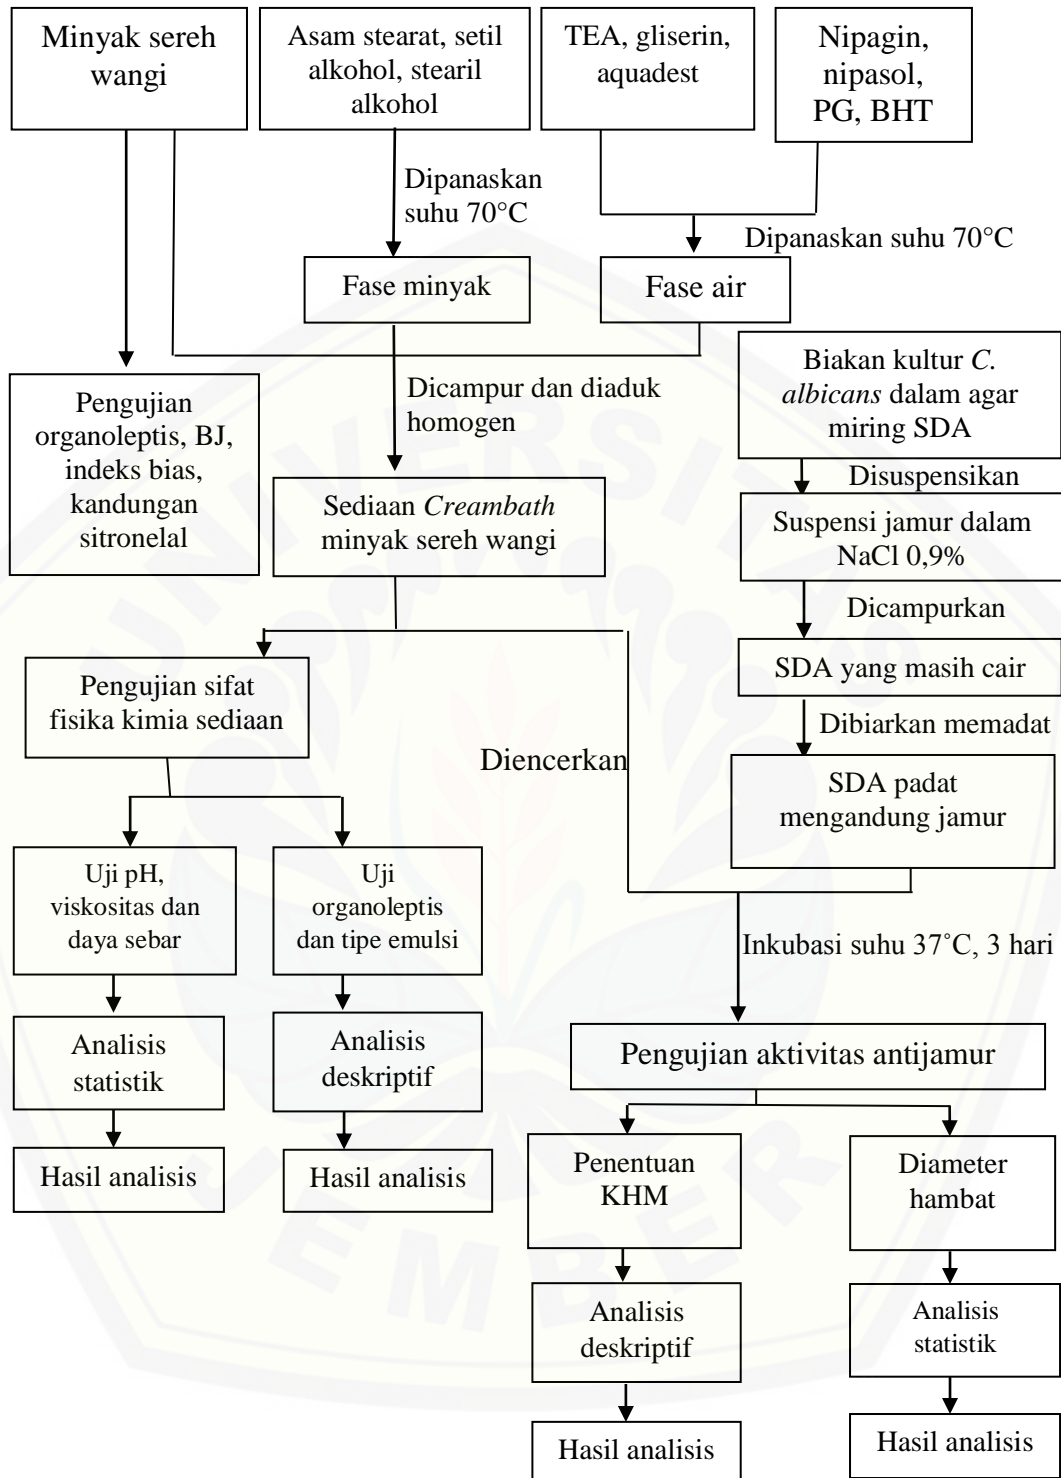 Minyak sereh
wangi
Asam stearat, setil
alkohol, stearil
alkohol
TEA, gliserin,
aquadest
Nipagin,
nipasol,
PG, BHT
Dipanaskan
suhu 70°C
Dipanaskan suhu 70°C
Fase minyak
Fase air
Pengujian
organoleptis, BJ,
indeks bias,
kandungan
sitronelal
Dicampur dan diaduk
homogen
Biakan kultur C.
albicans dalam agar
miring SDA
Disuspensikan
Sediaan Creambath
minyak sereh wangi
Suspensi jamur dalam
NaCl 0,9%
Dicampurkan
SDA yang masih cair
Dibiarkan memadat
SDA padat
mengandung jamur
Pengujian sifat
fisika kimia sediaan
Diencerkan
Uji pH,
viskositas dan
daya sebar
Uji
organoleptis
dan tipe emulsi
Inkubasi suhu 37˚C, 3 hari
Analisis
statistik
Analisis
deskriptif
Pengujian aktivitas antijamur
Hasil analisis
Hasil analisis
Penentuan
KHM
Diameter
hambat
Analisis
deskriptif
Analisis
statistik
Hasil analisis
Hasil analisis
UNIVERSITAS
JEMBER